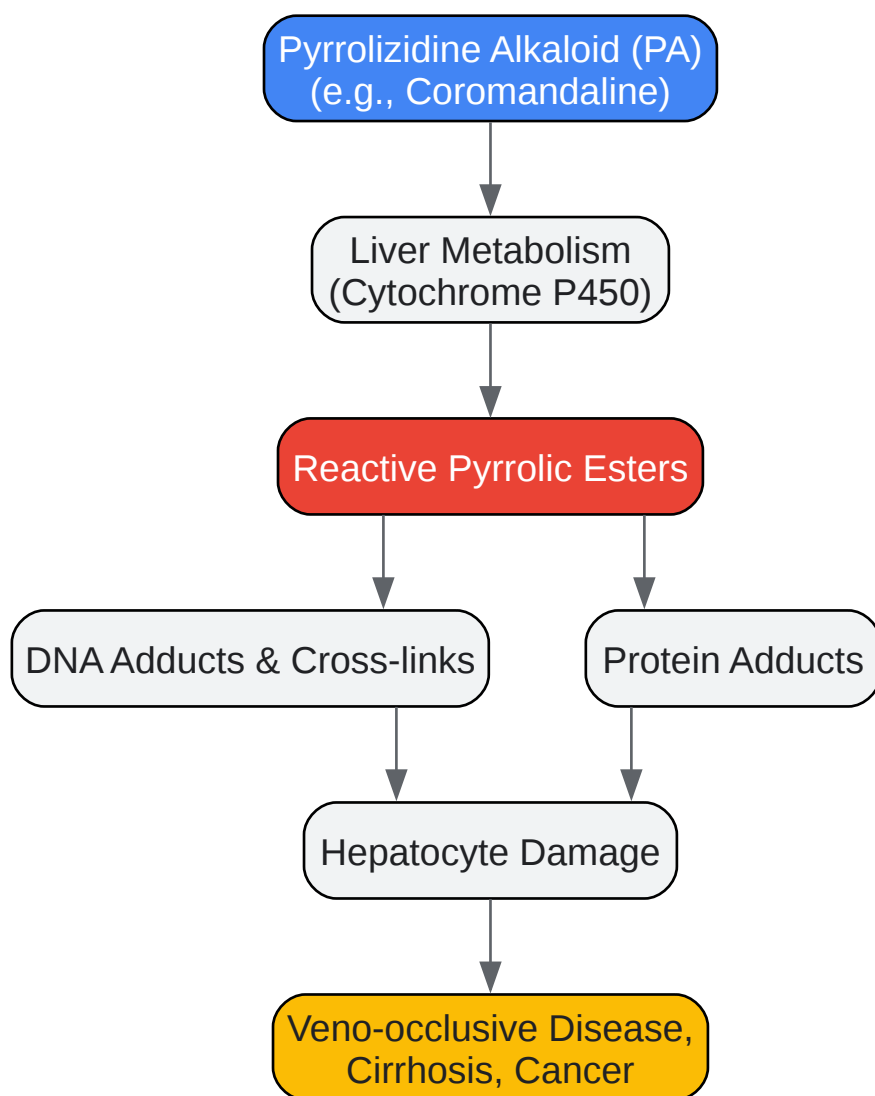 Pyrrolizidine Alkaloid (PA)
(e.g., Coromandaline)
Liver Metabolism
(Cytochrome P450)
Reactive Pyrrolic Esters
DNA Adducts & Cross-links
Protein Adducts
Hepatocyte Damage
Veno-occlusive Disease,
Cirrhosis, Cancer